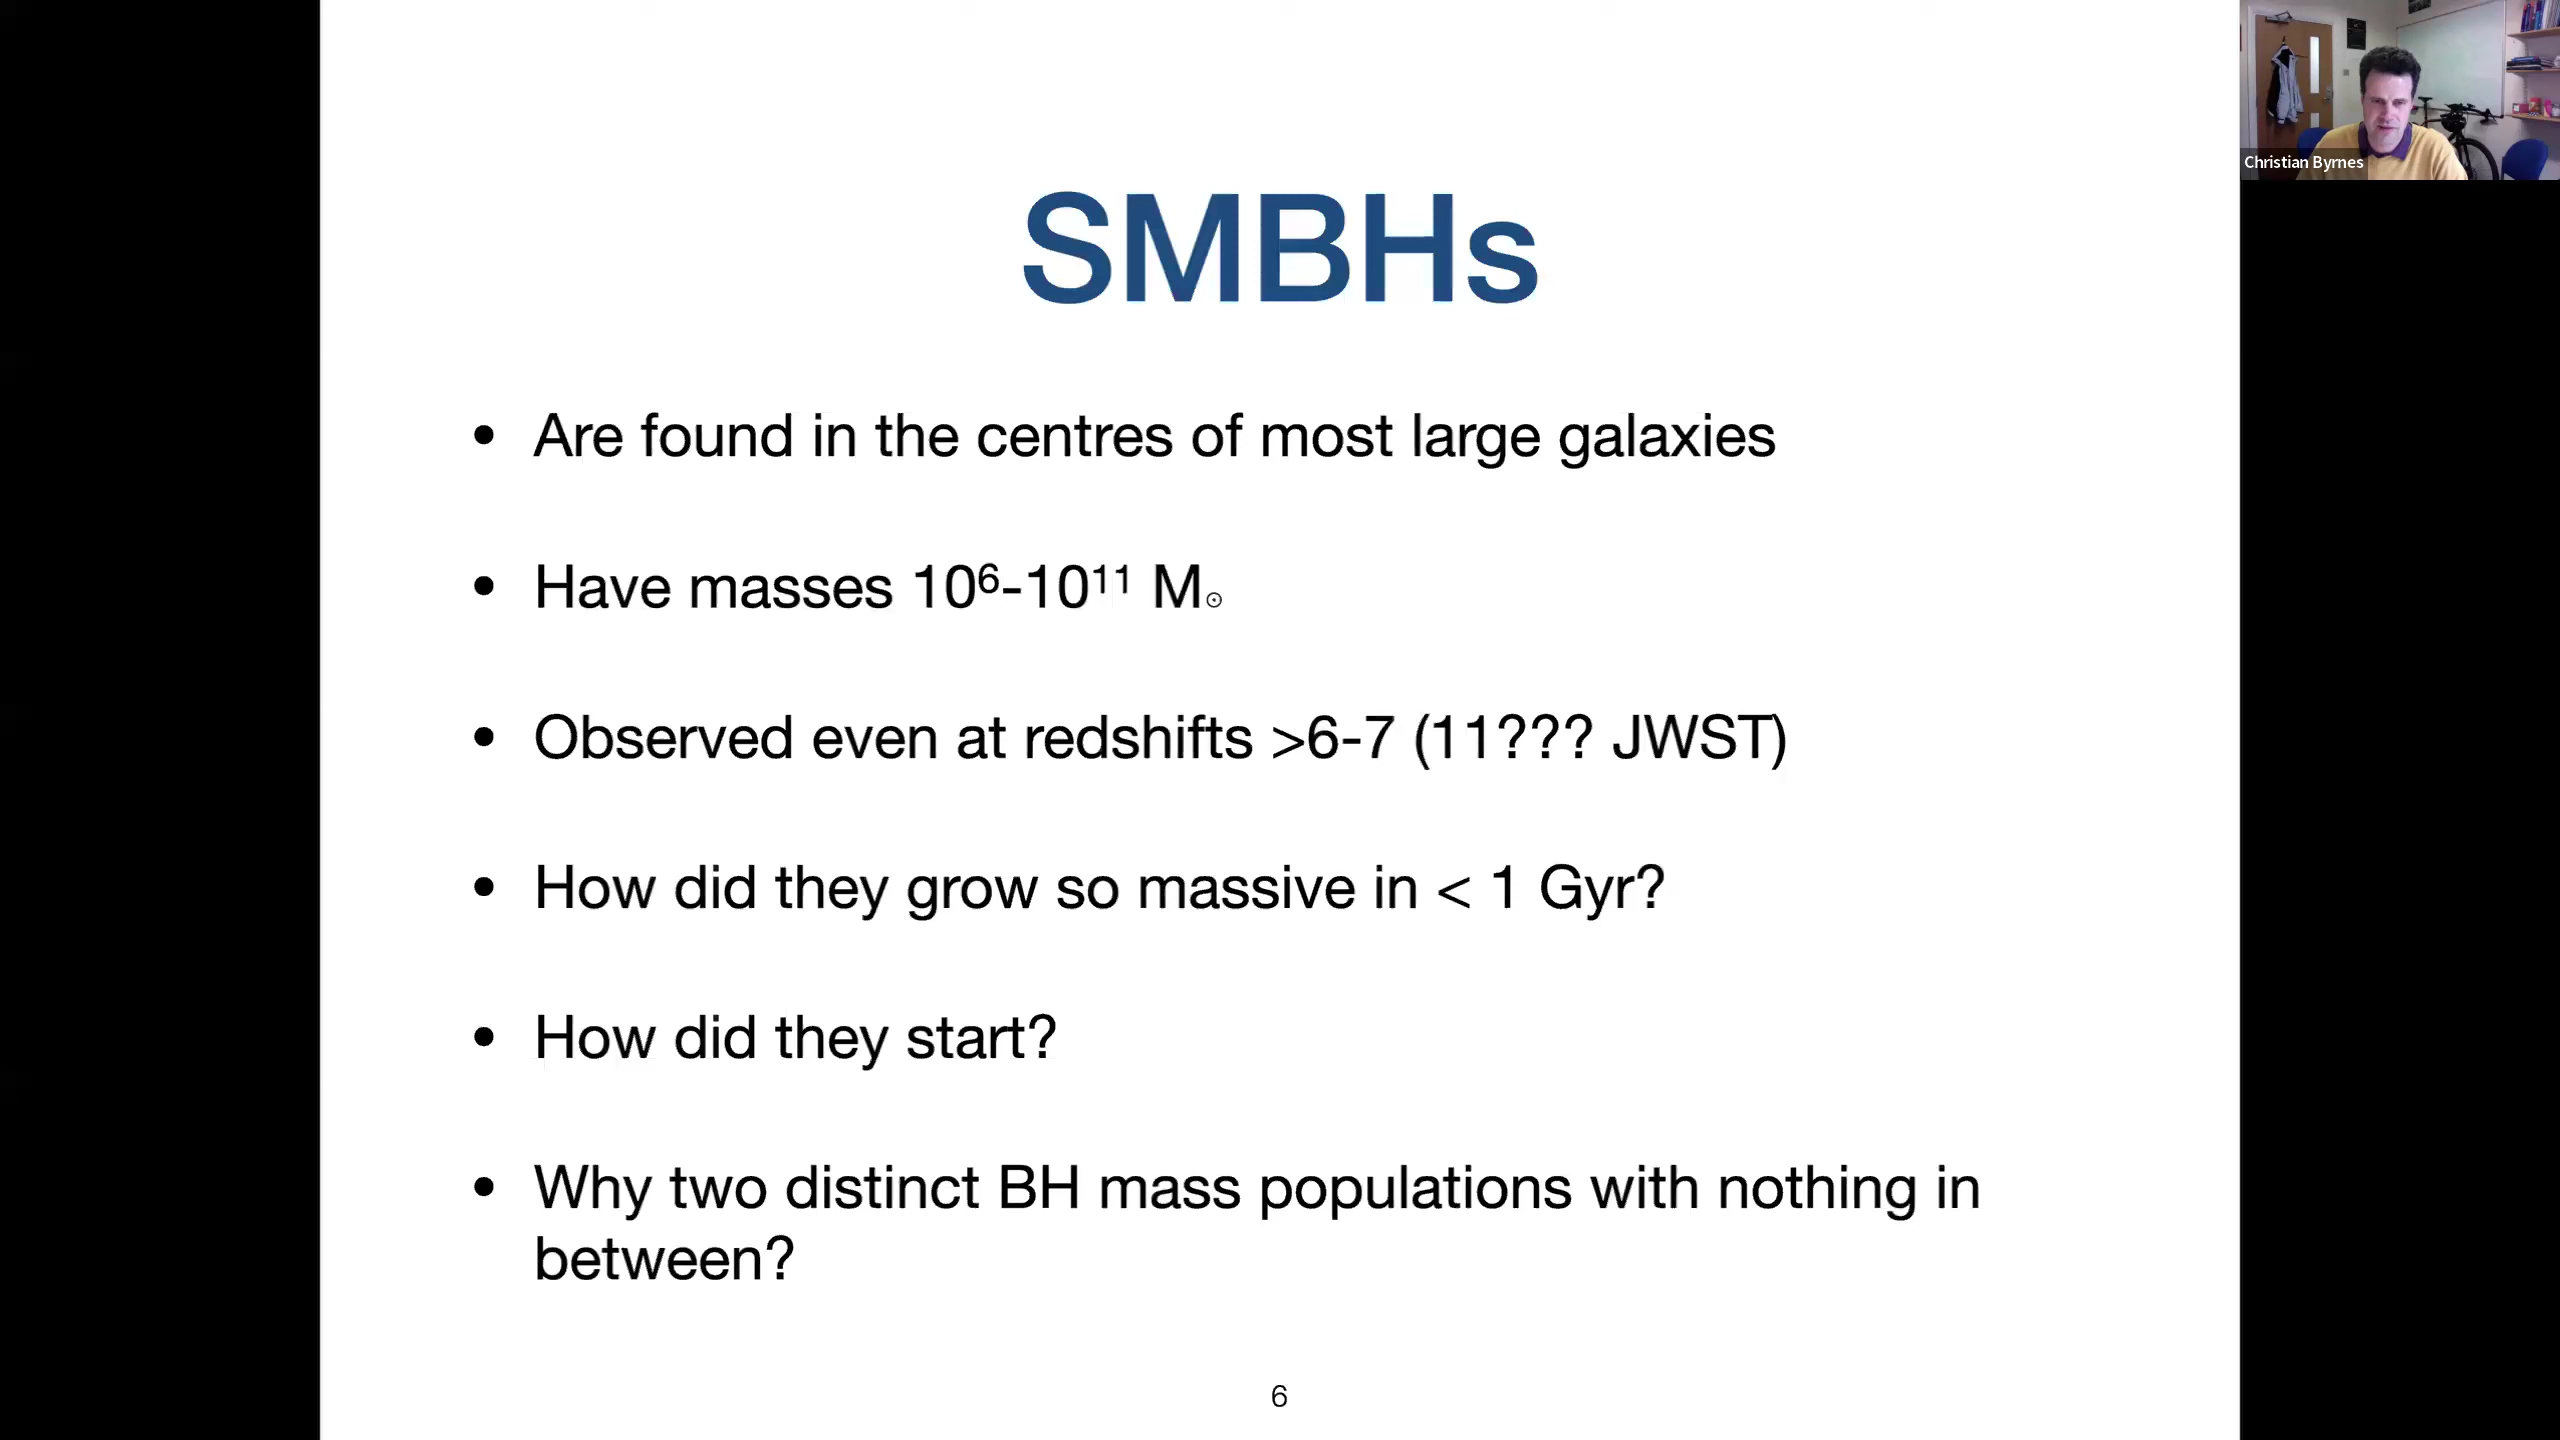 SMBHs
• Are found in the centres of most large galaxies
• Have masses 10⁶-10¹¹ M☉
• Observed even at redshifts >6-7 (11??? JWST)
• How did they grow so massive in < 1 Gyr?
• How did they start?
• Why two distinct BH mass populations with nothing in
between?
6
Christian Byrnes